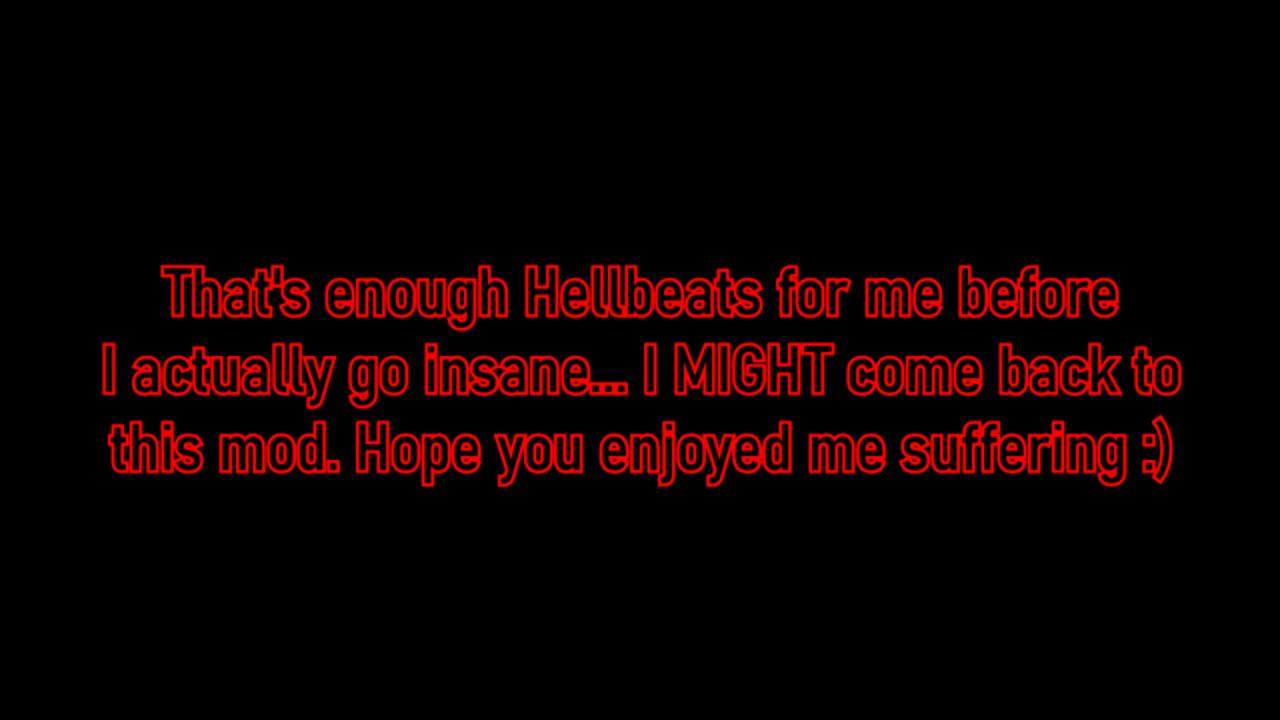 That's enough Hellbeats for me before
I actually go insane... I MIGHT come back to
this mod. Hope you enjoyed me suffering :)